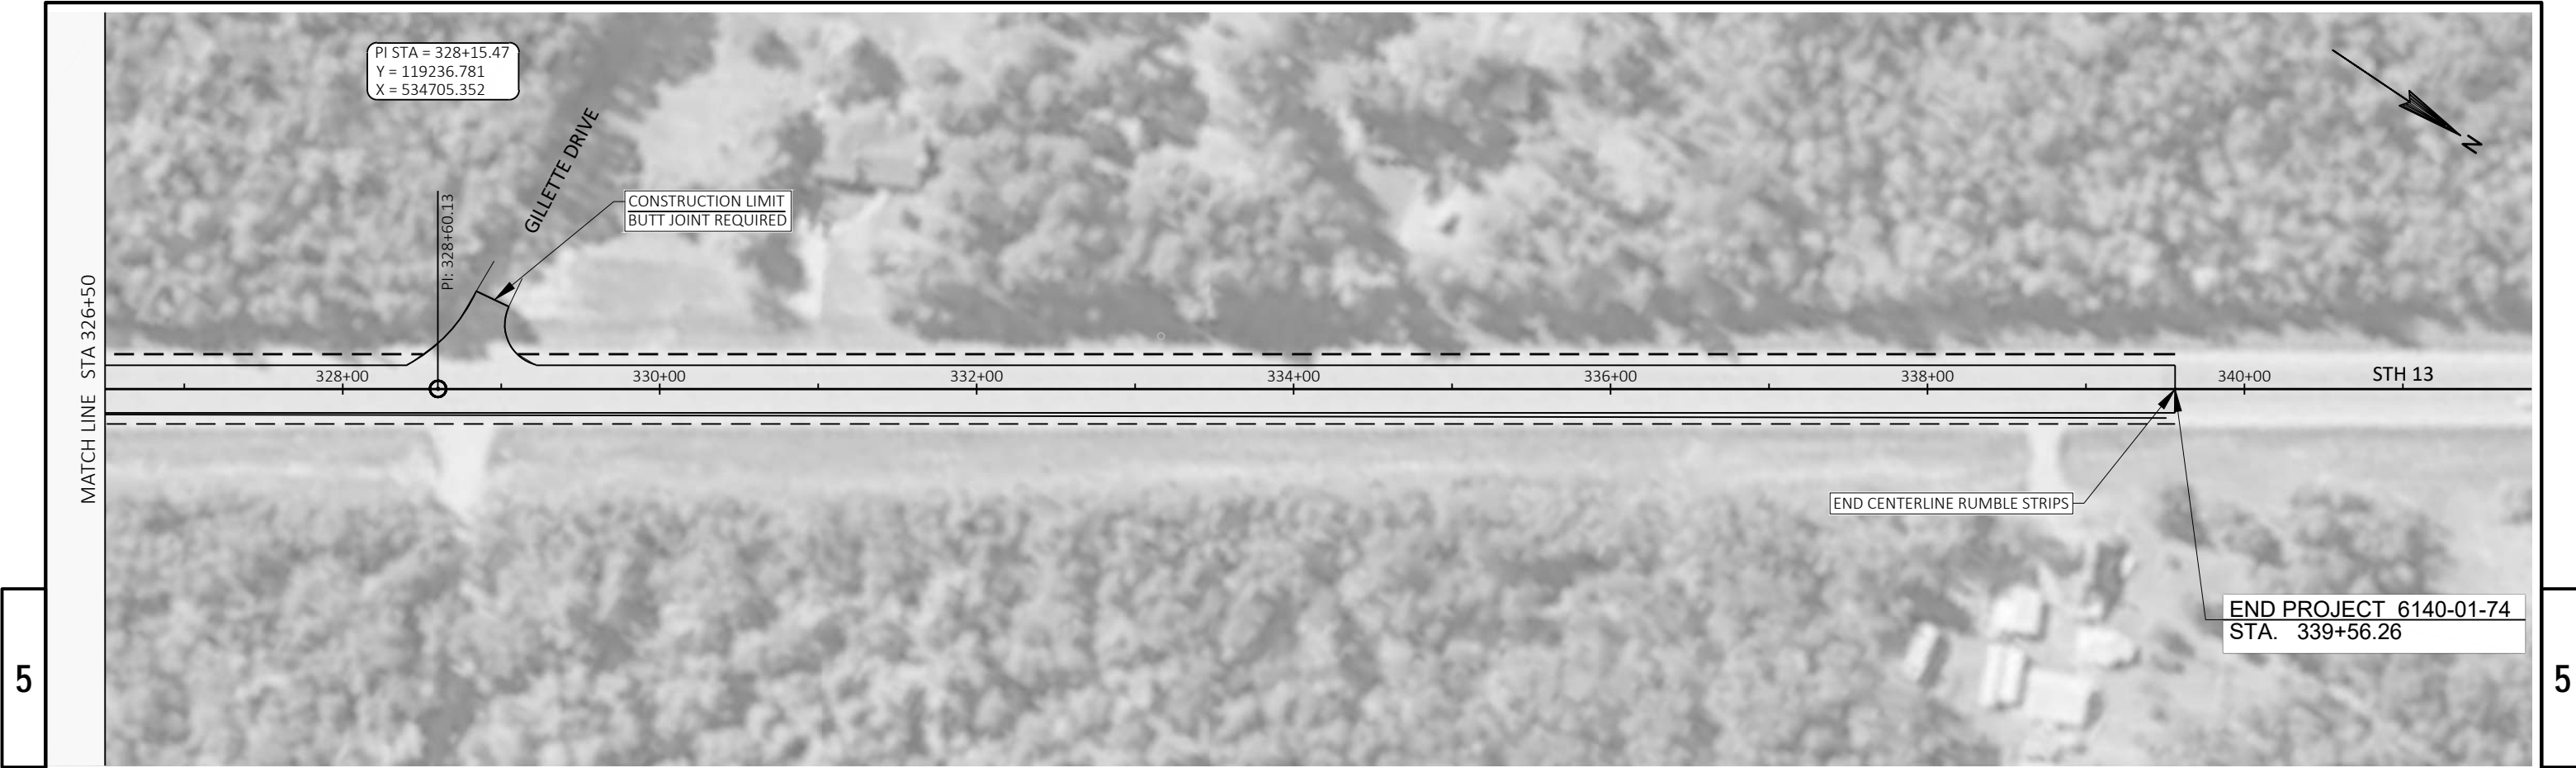 PI STA = 328+15.47
Y = 119236.781
X = 534705.352
GILLETTE DRIVE
PI: 328+60.13
CONSTRUCTION LIMIT
BUTT JOINT REQUIRED
N
MATCH LINE STA 326+50
328+00
330+00
332+00
334+00
336+00
338+00
340+00
STH 13
END CENTERLINE RUMBLE STRIPS
END PROJECT 6140-01-74
STA. 339+56.26
5
5